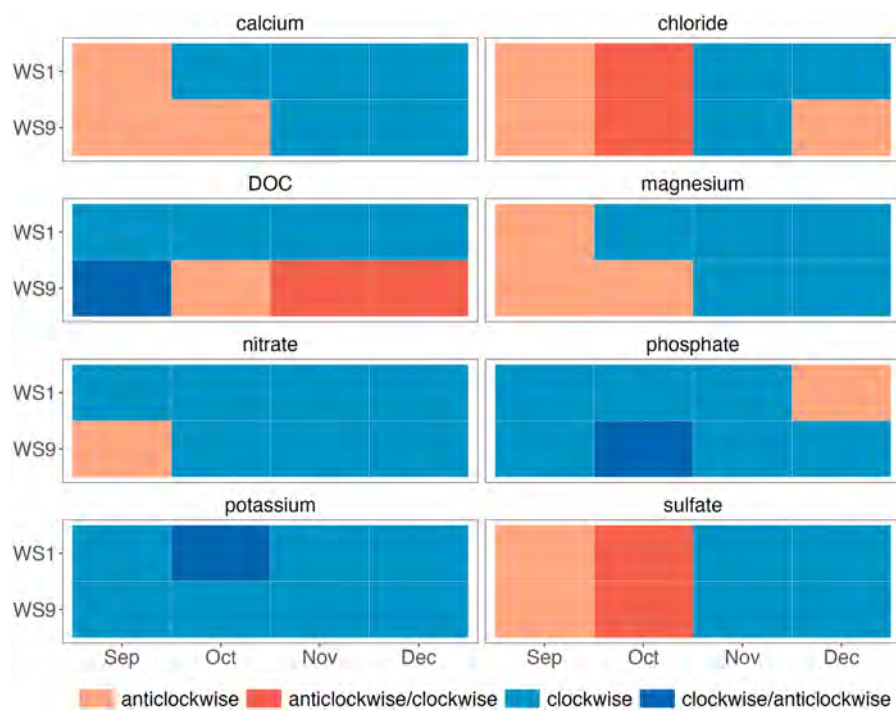 calcium chloride
WS1
WS9
DOC magnesium
WS1
WS9
nitrate phosphate
WS1
WS9
potassium sulfate
WS1
WS9
Sep Oct Nov Dec Sep Oct Nov Dec
anticlockwise anticlockwise/clockwise clockwise clockwise/anticlockwise